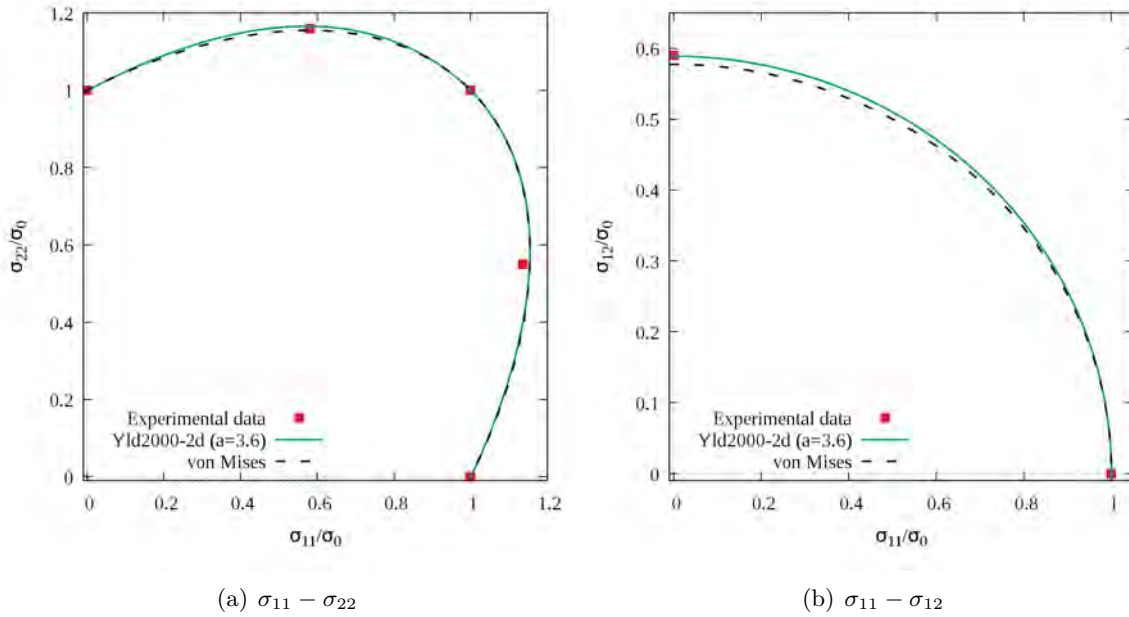 1.2
1
0.8
0.6
0.4
0.2
0
σ22/σ0
Experimental data
Yld2000-2d (a=3.6)
von Mises
0 0.2 0.4 0.6 0.8 1 1.2
σ11/σ0
(a) σ11 − σ22
0.6
0.5
0.4
0.3
0.2
0.1
0
σ12/σ0
Experimental data
Yld2000-2d (a=3.6)
von Mises
0 0.2 0.4 0.6 0.8 1
σ11/σ0
(b) σ11 − σ12